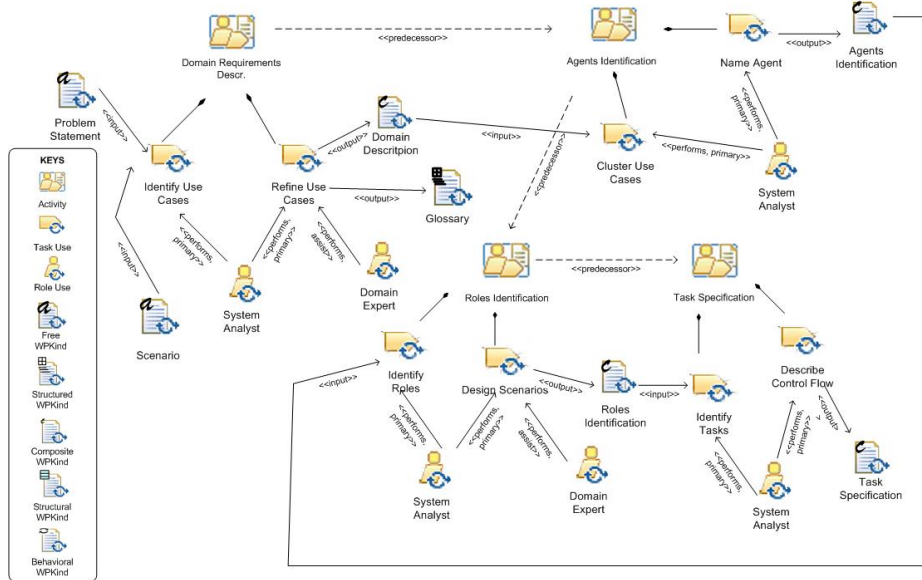 Domain Requirements
Descr.
<<predecessor>>
Agents Identification
Name Agent
<<output>>
Agents
Identification
Problem
Statement
<<input>>
<<input>>
Identify Use
Cases
Refine Use
Cases
<<output>>
Domain
Descritpion
<<output>>
Glossary
<<input>>
<<predecessor>>
Cluster Use
Cases
<<performs, primary>>
<<performs,
primary>>
System
Analyst
<<performs,
primary>>
<<performs,
primary>>
<<performs,
assist>>
System
Analyst
Domain
Expert
Scenario
KEYS
Activity
Task Use
Role Use
Free
WPKind
Structured
WPKind
Composite
WPKind
Structural
WPKind
Behavioral
WPKind
Roles Identification
<<predecessor>>
Task Specification
<<input>>
Identify
Roles
Design Scenarios
<<output>>
Roles
Identification
<<input>>
Identify
Tasks
Describe
Control Flow
<<output>
<<performs,
primary>>
<<performs,
primary>>
<<performs,
assist>>
System
Analyst
Domain
Expert
<<performs,
primary>>
<<performs,
primary>>
System
Analyst
Task
Specification